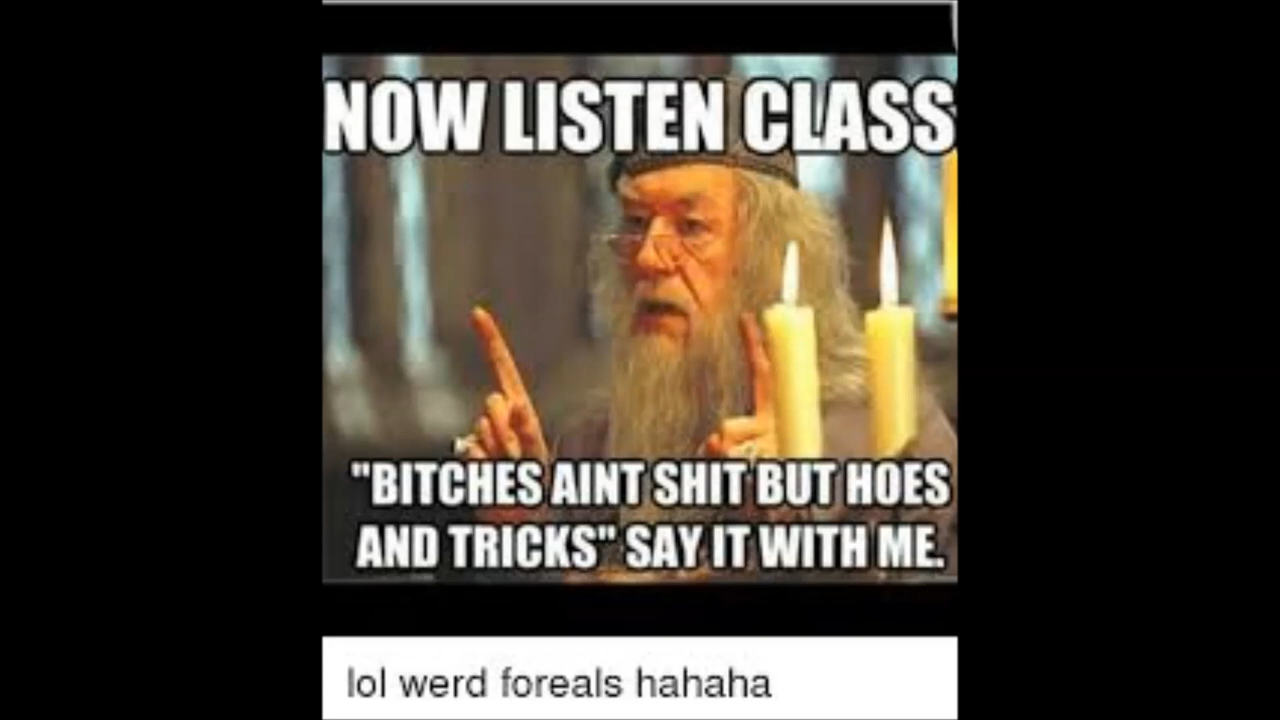 NOW LISTEN CLASS
"BITCHES AINT SHIT BUT HOES
AND TRICKS" SAY IT WITH ME.
lol werd foreals hahaha